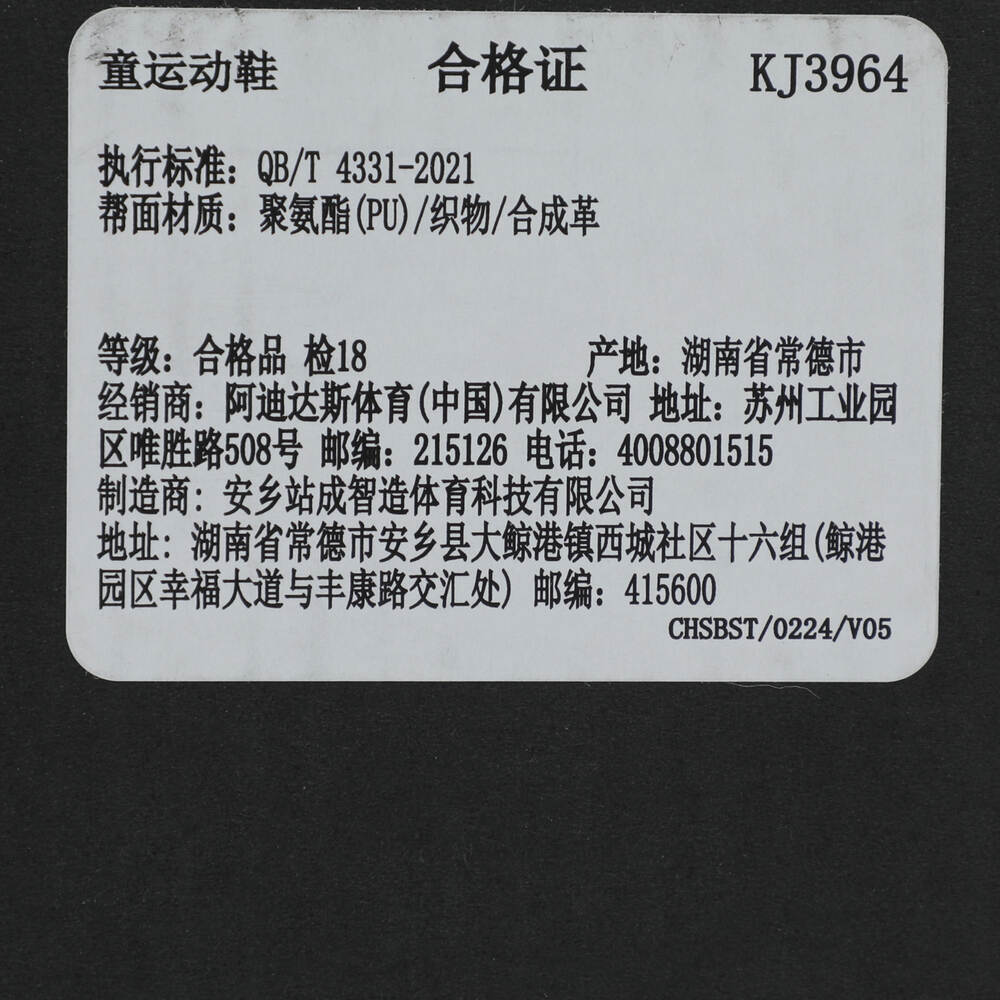 童运动鞋 合格证 KJ3964
执行标准：QB/T 4331-2021
帮面材质：聚氨酯(PU)/织物/合成革
等级：合格品 检18 产地：湖南省常德市
经销商：阿迪达斯体育(中国)有限公司 地址：苏州工业园
区唯胜路508号 邮编：215126 电话：4008801515
制造商：安乡站成智造体育科技有限公司
地址：湖南省常德市安乡县大鲸港镇西城社区十六组(鲸港
园区幸福大道与丰康路交汇处) 邮编：415600
CHSBST/0224/V05